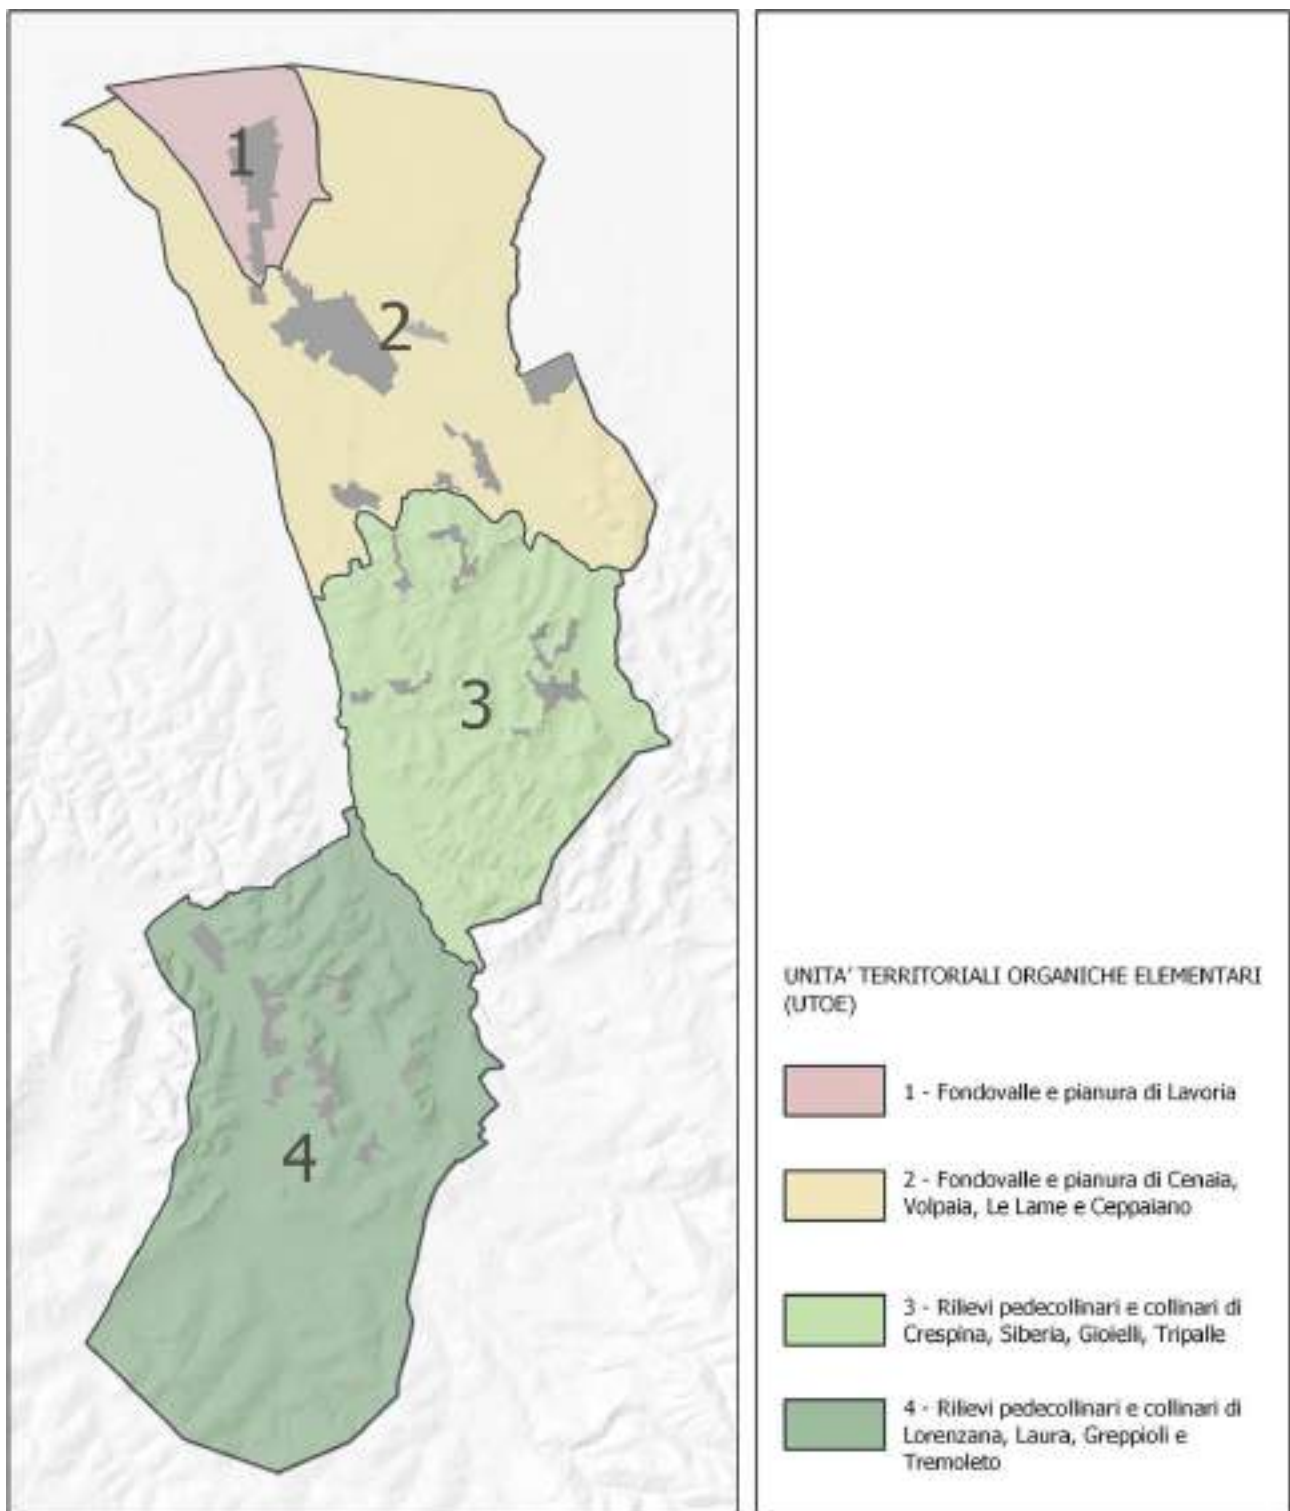 1
2
3
4
UNITA' TERRITORIALI ORGANICHE ELEMENTARI
(UTOE)
1 - Fondovalle e pianura di Lavoria
2 - Fondovalle e pianura di Cenaia,
Volpaia, Le Lame e Ceppaiano
3 - Rilievi pedecollinari e collinari di
Crespina, Siberia, Gioielli, Tripalle
4 - Rilievi pedecollinari e collinari di
Lorenzana, Laura, Greppioli e
Tremoleto